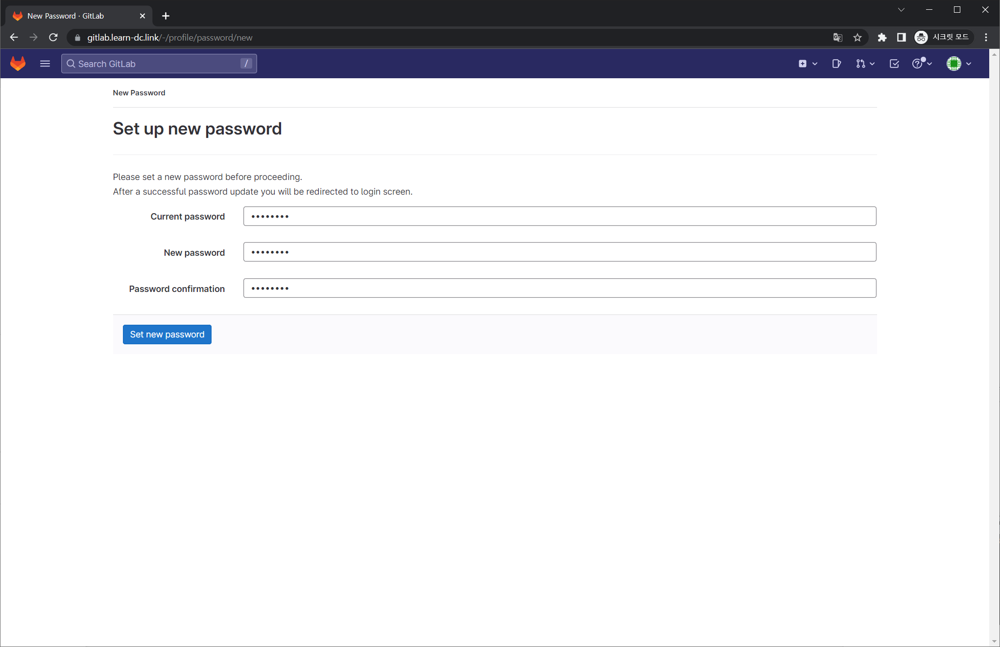 New Password · GitLab
gitlab.learn-dc.link/-/profile/password/new
시크릿 모드
Search GitLab
/
New Password
Set up new password
Please set a new password before proceeding.
After a successful password update you will be redirected to login screen.
Current password
••••••••
New password
••••••••
Password confirmation
••••••••
Set new password